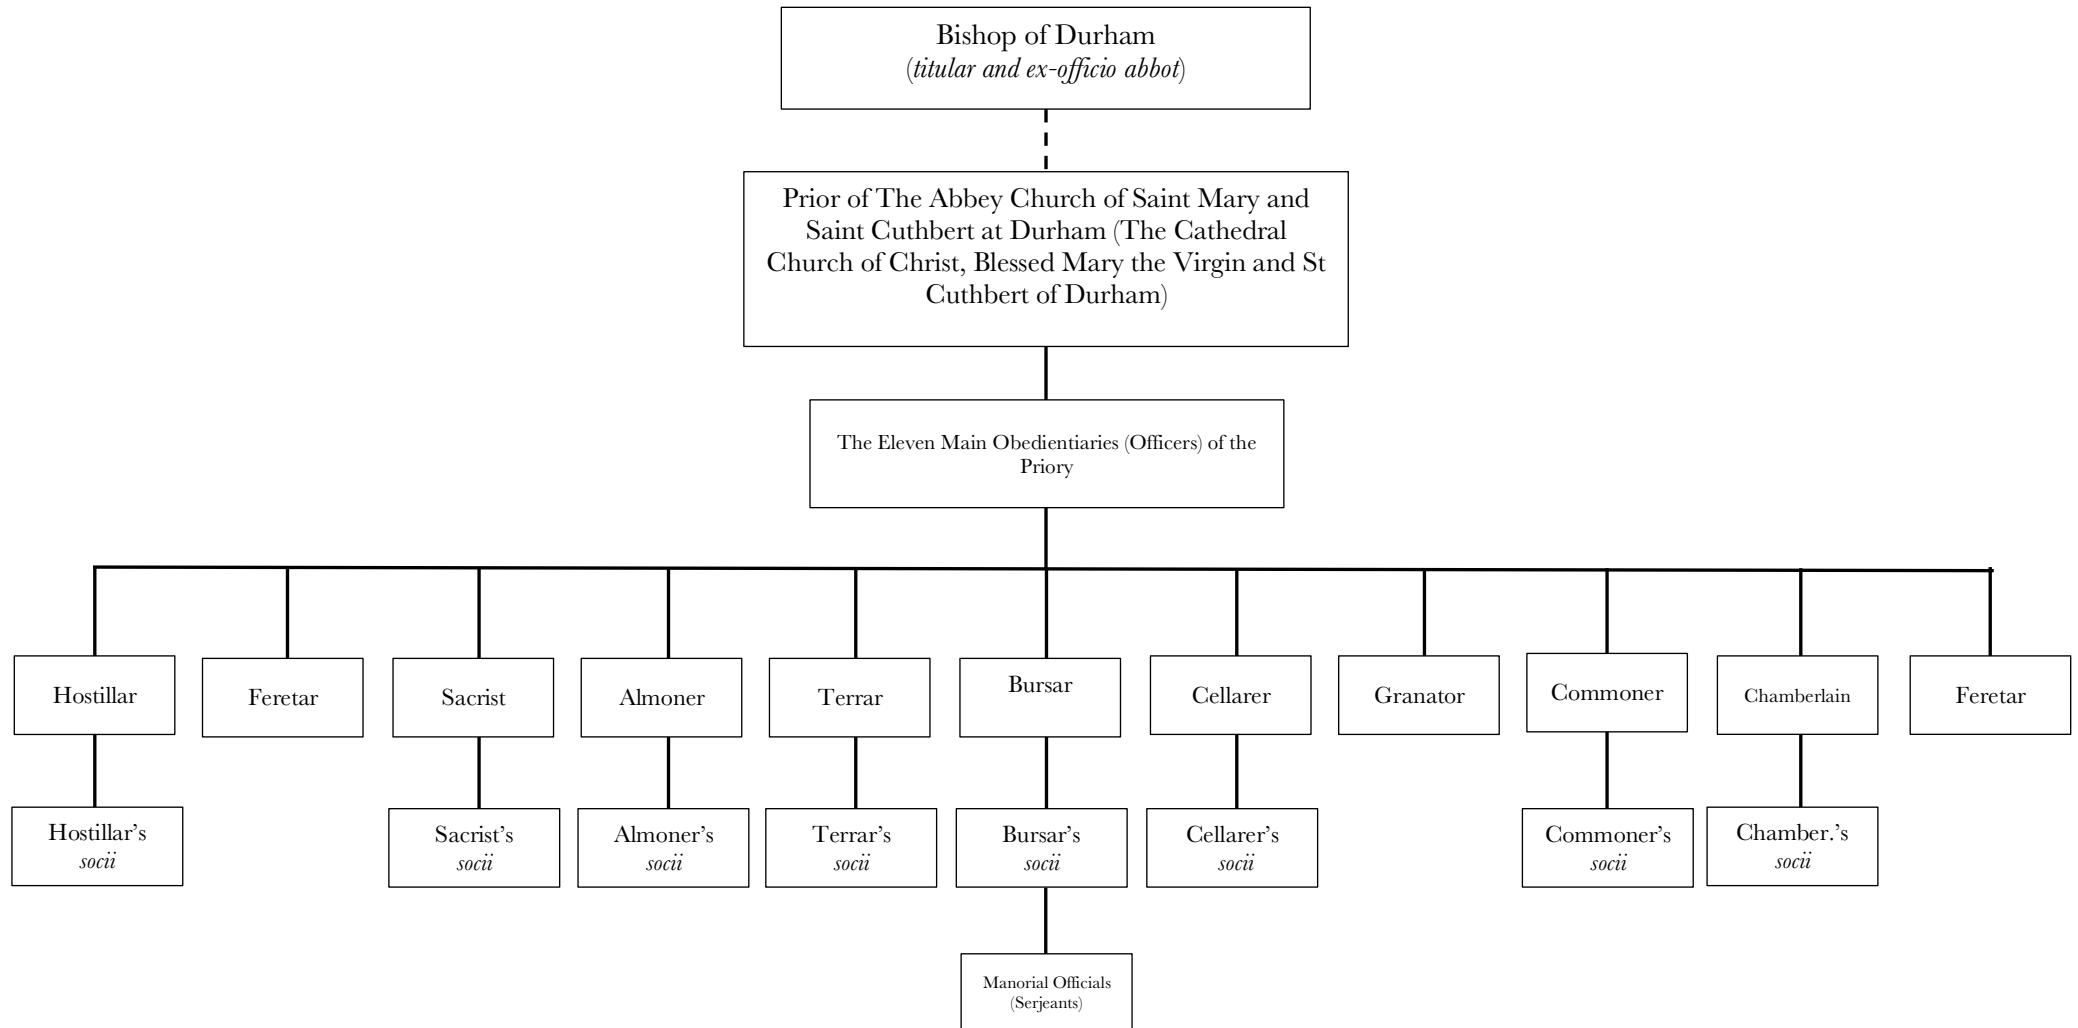 Bishop of Durham
(titular and ex-officio abbot)
Prior of The Abbey Church of Saint Mary and
Saint Cuthbert at Durham (The Cathedral
Church of Christ, Blessed Mary the Virgin and St
Cuthbert of Durham)
The Eleven Main Obedientiaries (Officers) of the
Priory
Hostillar
Feretar
Sacrist
Almoner
Terrar
Bursar
Cellarer
Granator
Commoner
Chamberlain
Feretar
Hostillar’s
socii
Sacrist’s
socii
Almoner’s
socii
Terrar’s
socii
Bursar’s
socii
Cellarer’s
socii
Commoner’s
socii
Chamber.’s
socii
Manorial Officials
(Serjeants)